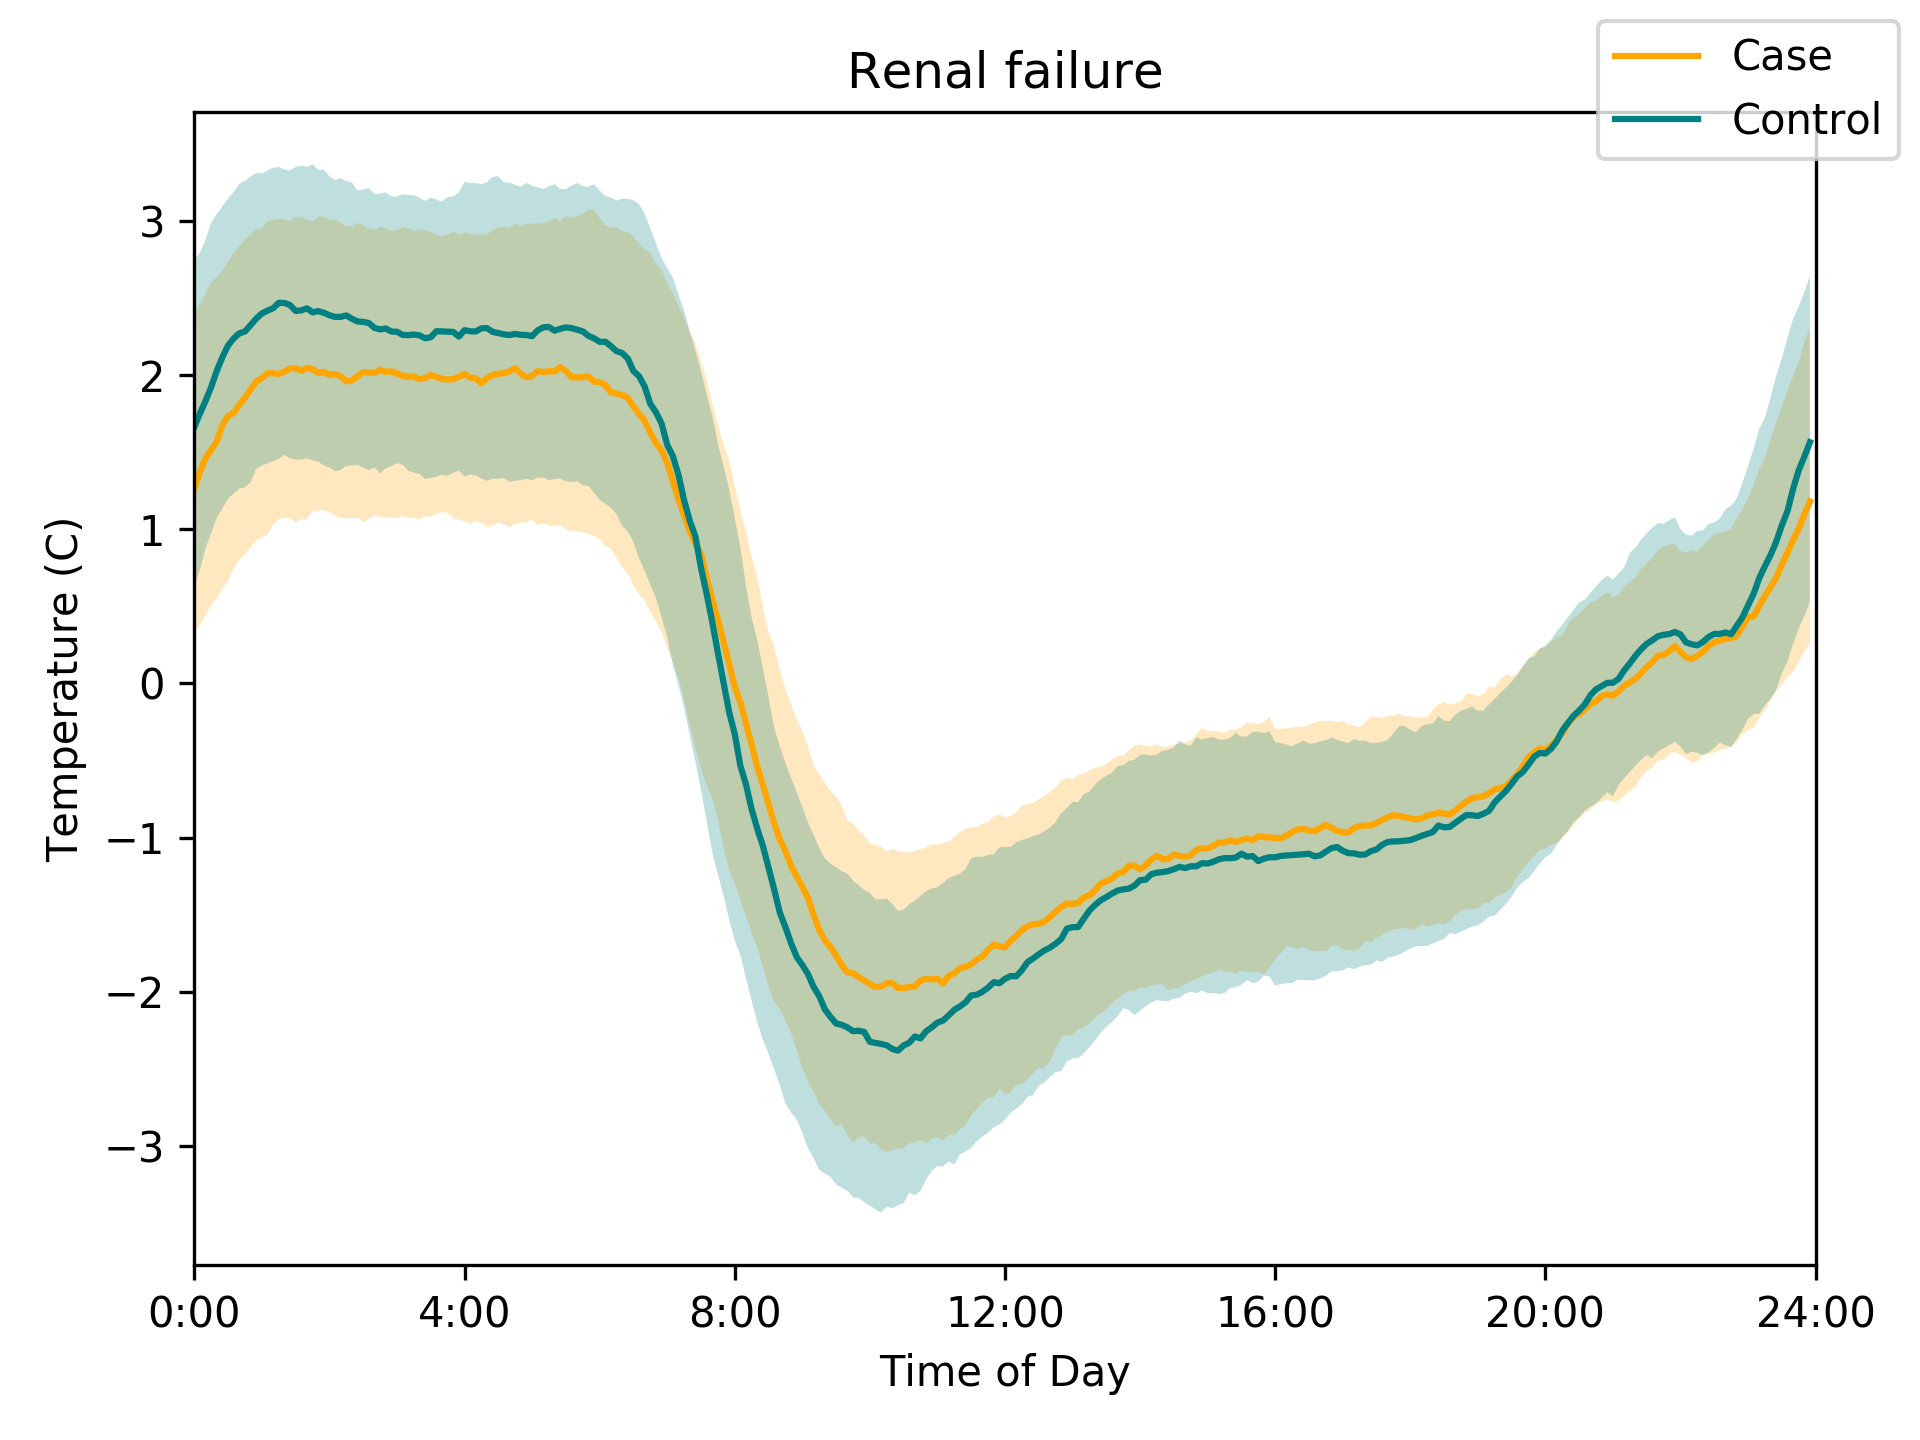 Renal failure
Case
Control
Temperature (C)
3
2
1
0
−1
−2
−3
0:00 4:00 8:00 12:00 16:00 20:00 24:00
Time of Day